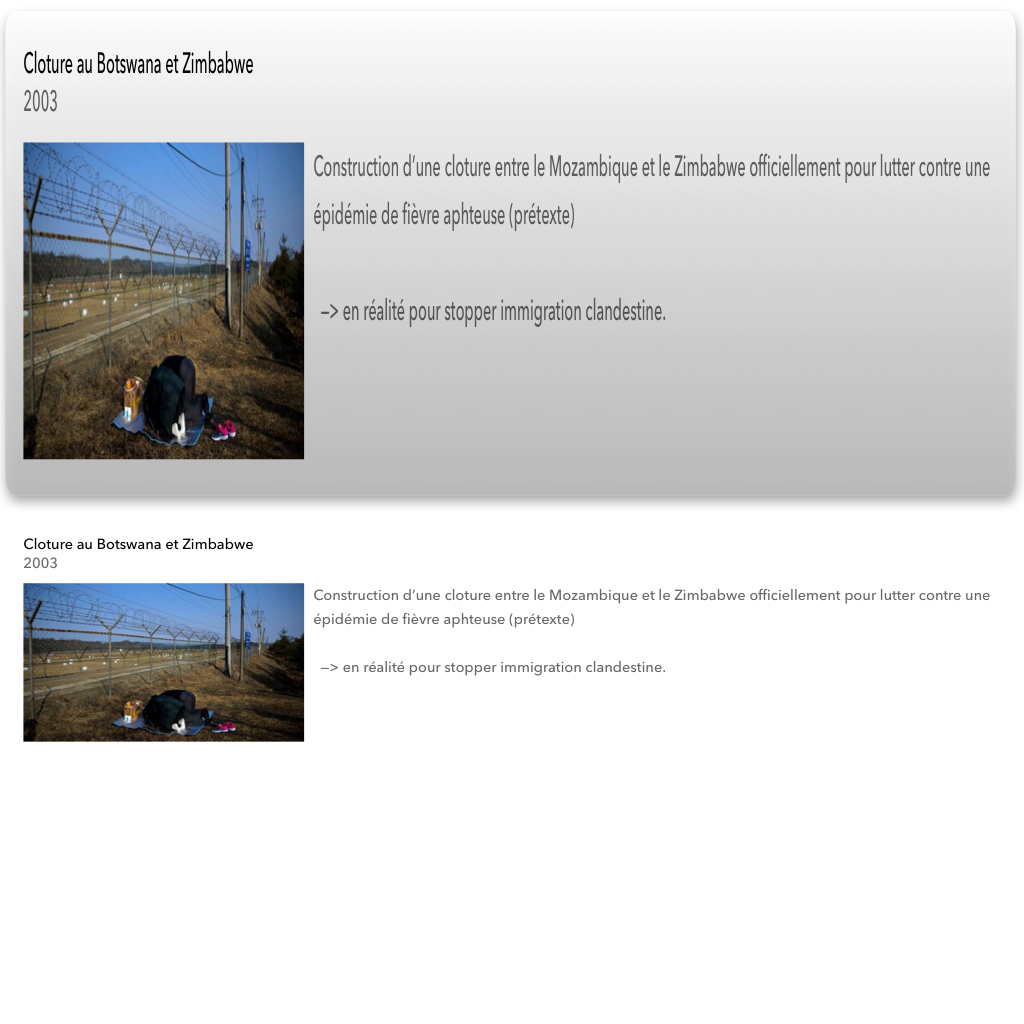 Cloture au Botswana et Zimbabwe
2003
Construction d’une cloture entre le Mozambique et le Zimbabwe officiellement pour lutter contre une
épidémie de fièvre aphteuse (prétexte)
—> en réalité pour stopper immigration clandestine.
Cloture au Botswana et Zimbabwe
2003
Construction d’une cloture entre le Mozambique et le Zimbabwe officiellement pour lutter contre une
épidémie de fièvre aphteuse (prétexte)
—> en réalité pour stopper immigration clandestine.